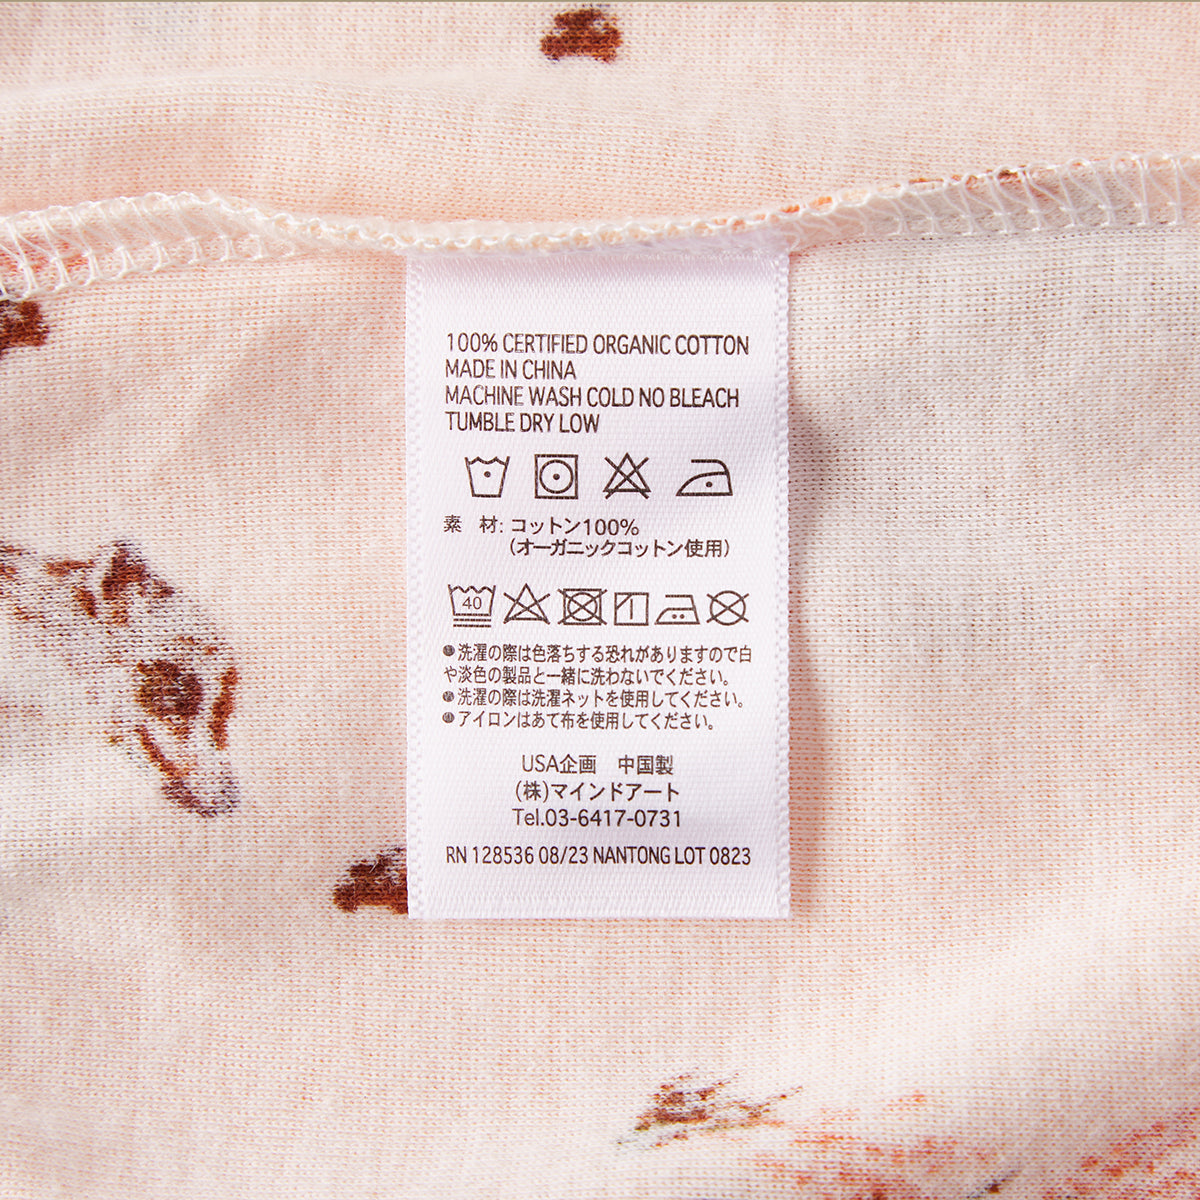 100% CERTIFIED ORGANIC COTTON
MADE IN CHINA
MACHINE WASH COLD NO BLEACH
TUMBLE DRY LOW
素 材: コットン100%
(オーガニックコットン使用)
40
●洗濯の際は色落ちする恐れがありますので白
や淡色の製品と一緒に洗わないでください。
●洗濯の際は洗濯ネットを使用してください。
●アイロンはあて布を使用してください。
USA企画 中国製
(株)マインドアート
Tel.03-6417-0731
RN 128536 08/23 NANTONG LOT 0823